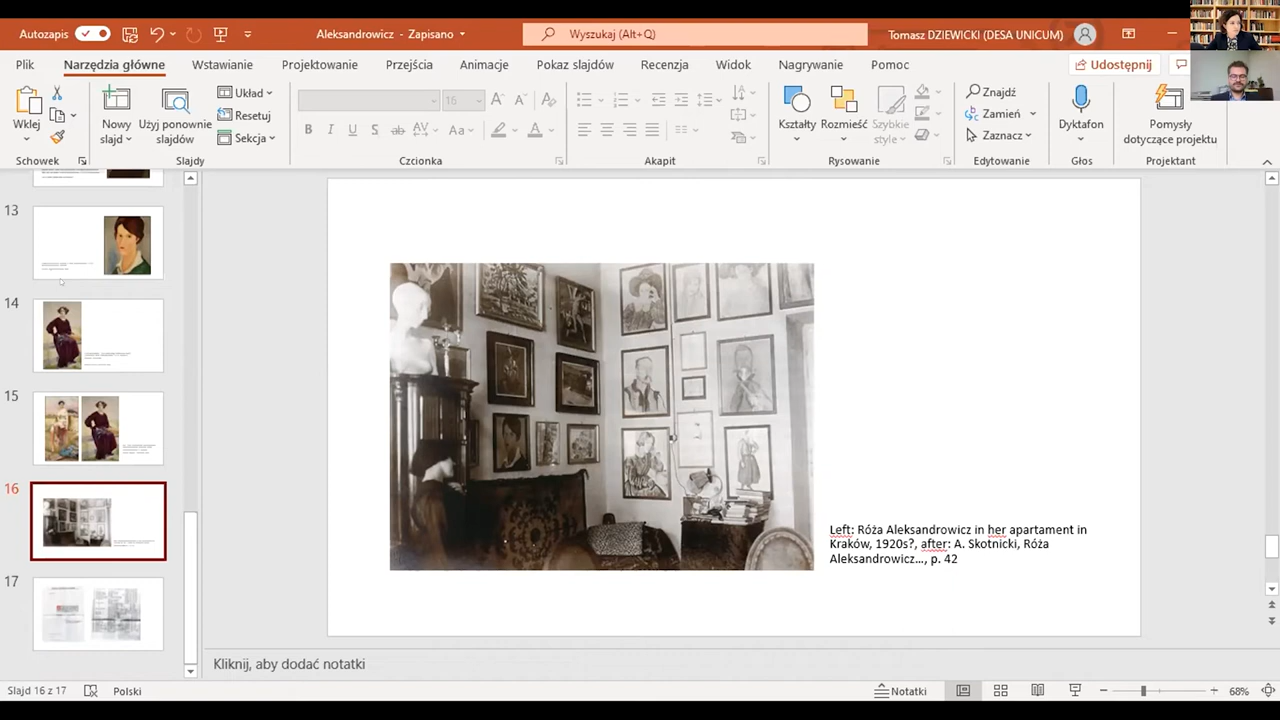 Autozapis
Aleksandrowicz - Zapisano
Wyszukaj (Alt+Q)
Tomasz DZIEWICKI (DESA UNICUM)
Plik
Narzędzia główne
Wstawianie
Projektowanie
Przejścia
Animacje
Pokaz slajdów
Recenzja
Widok
Nagrywanie
Pomoc
Udostępnij
Wklej
Nowy slajd
Użyj ponownie slajdów
Układ
Resetuj
Sekcja
16
Kształty
Rozmieść
Szybkie style
Znajdź
Zamień
Zaznacz
Dyktafon
Pomysły dotyczące projektu
Schowek
Slajdy
Czcionka
Akapit
Rysowanie
Edytowanie
Głos
Projektant
13
14
15
16
17
Left: Róża Aleksandrowicz in her apartament in
Kraków, 1920s?, after: A. Skotnicki, Róża
Aleksandrowicz..., p. 42
Kliknij, aby dodać notatki
Slajd 16 z 17
Polski
Notatki
68%